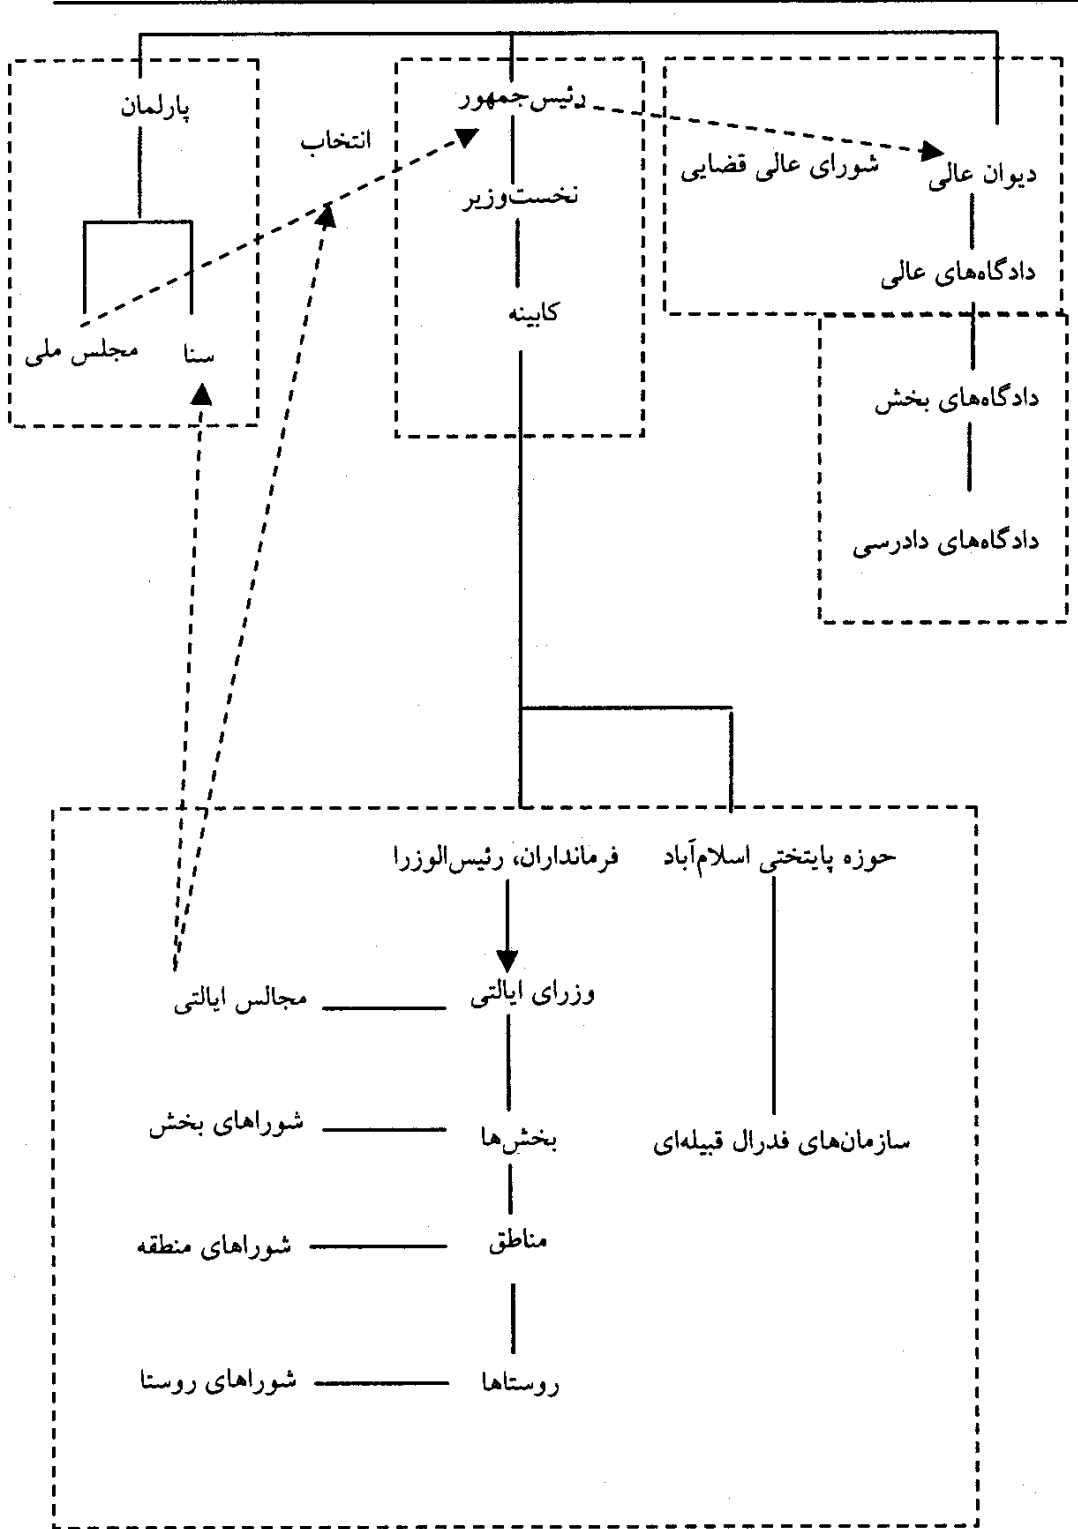 پارلمان
انتخاب
مجلس ملی
سنا
رئیس‌جمهور
نخست‌وزیر
کابینه
شورای عالی قضایی
دیوان عالی
دادگاه‌های عالی
دادگاه‌های بخش
دادگاه‌های دادرسی
حوزه پایتختی اسلام‌آباد
فرمانداران، رئیس‌الوزرا
وزرای ایالتی
مجالس ایالتی
بخش‌ها
شوراهای بخش
سازمان‌های فدرال قبیله‌ای
مناطق
شوراهای منطقه
روستاها
شوراهای روستا